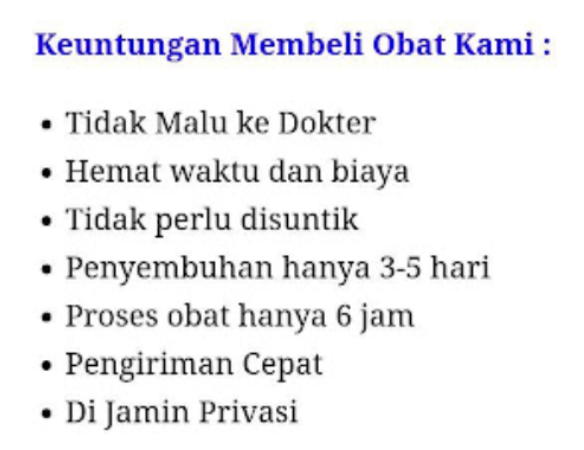 Keuntungan Membeli Obat Kami :
• Tidak Malu ke Dokter
• Hemat waktu dan biaya
• Tidak perlu disuntik
• Penyembuhan hanya 3-5 hari
• Proses obat hanya 6 jam
• Pengiriman Cepat
• Di Jamin Privasi